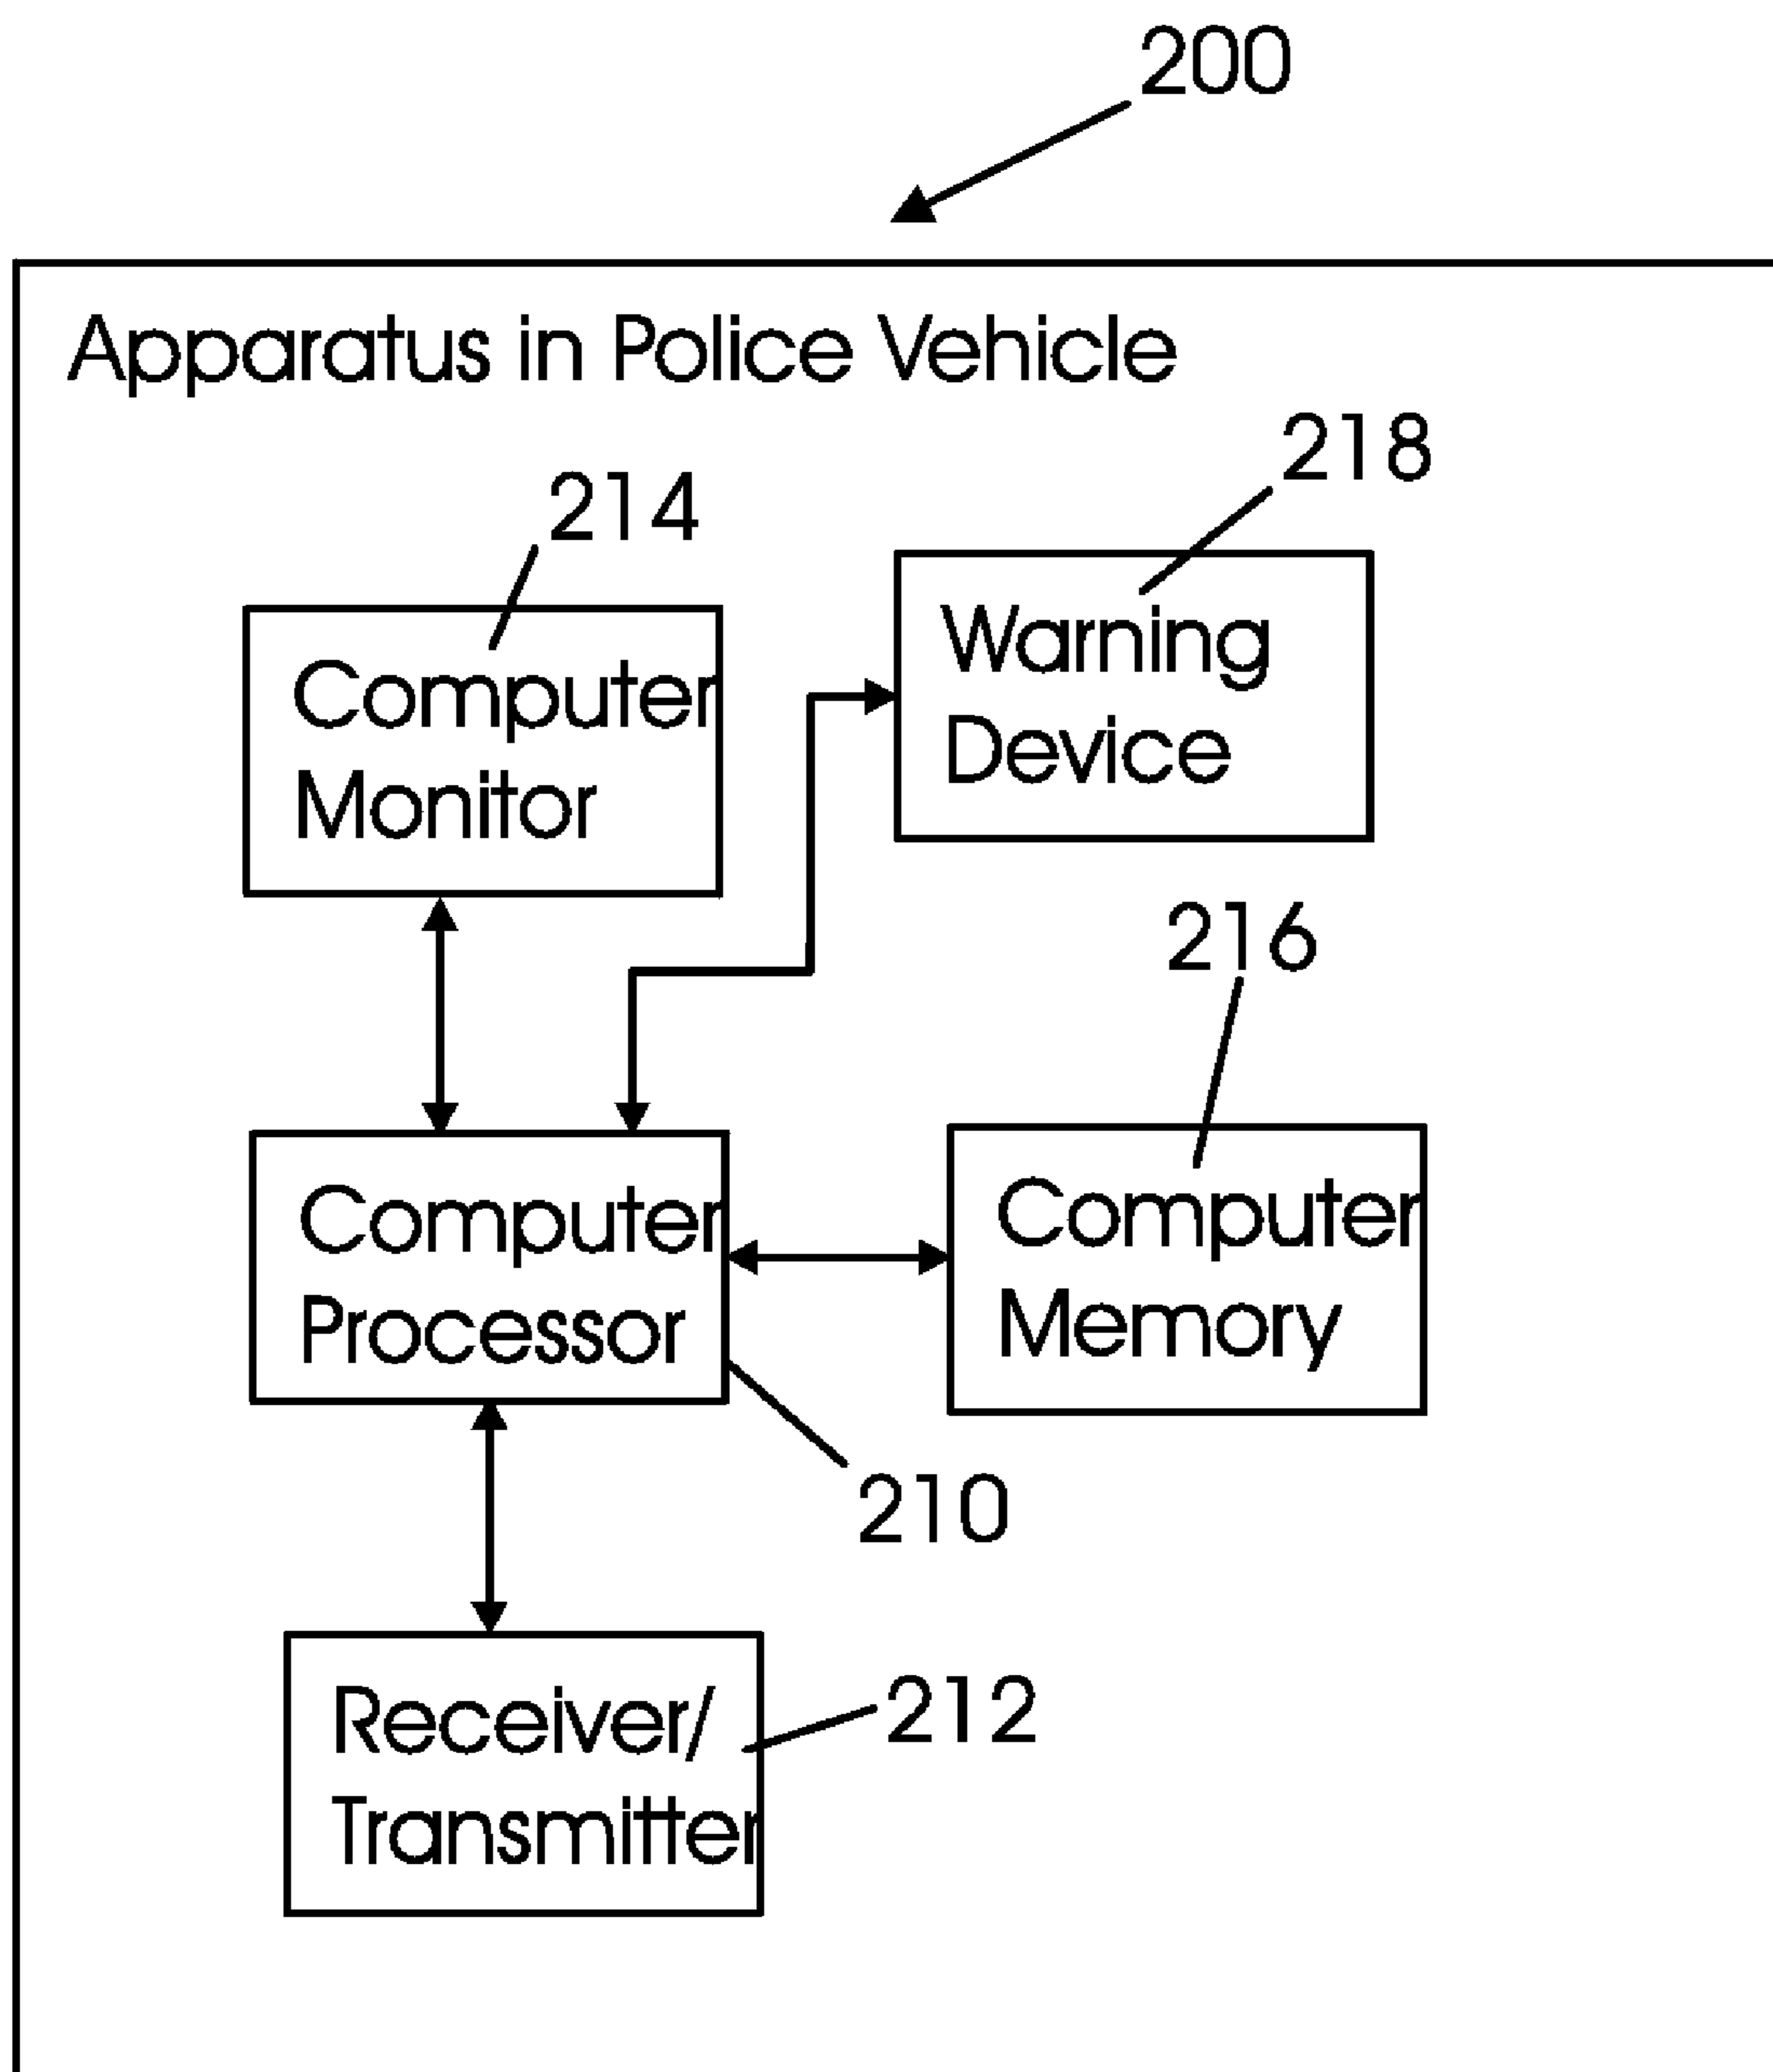 200
Apparatus in Police Vehicle
218
214
Warning
Device
Computer
Monitor
216
Computer
Processor
Computer
Memory
210
212
Receiver/
Transmitter